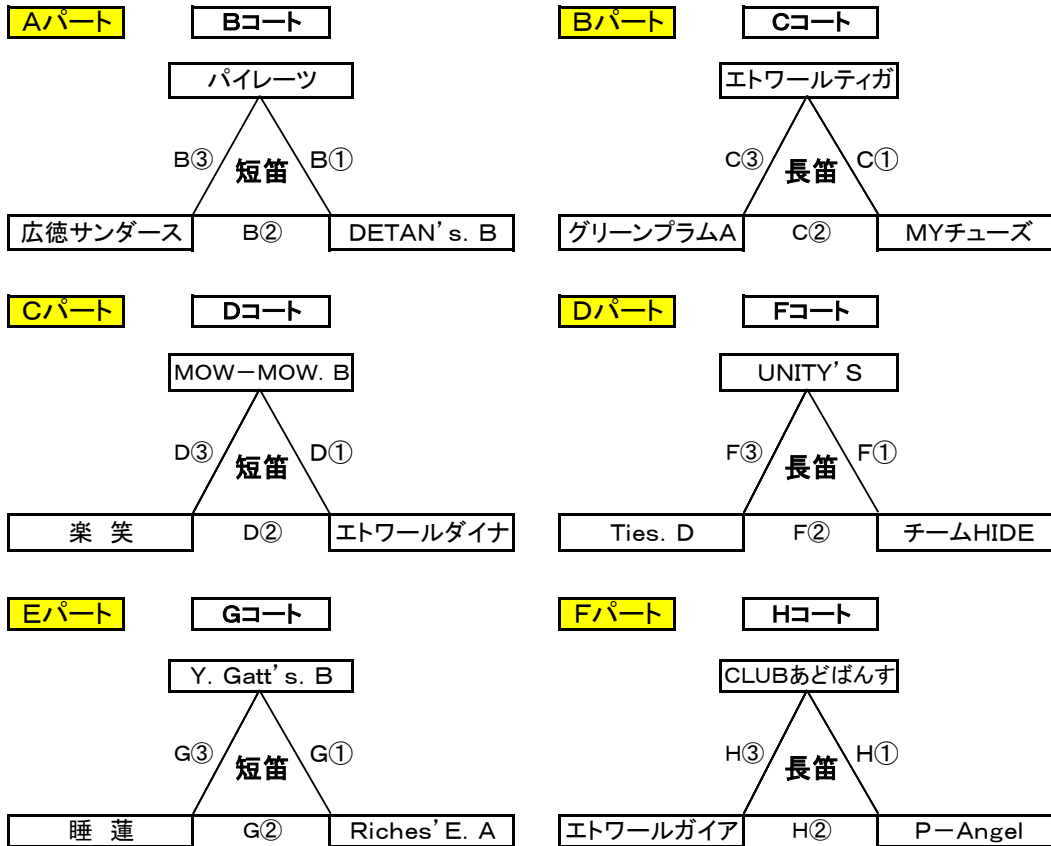 Aパート Bコート Bパート Cコート
パイレーツ エトワールティガ
B③ 短笛 B① C③ 長笛 C①
広徳サンダース B② DETAN’s. B グリーンプラムA C② MYチューズ
Cパート Dコート Dパート Fコート
MOW－MOW. B UNITY’S
D③ 短笛 D① F③ 長笛 F①
楽 笑 D② エトワールダイナ Ties. D F② チームHIDE
Eパート Gコート Fパート Hコート
Y. Gatt’s. B CLUBあどばんす
G③ 短笛 G① H③ 長笛 H①
睡 蓮 G② Riches’E. A エトワールガイア H② P－Angel